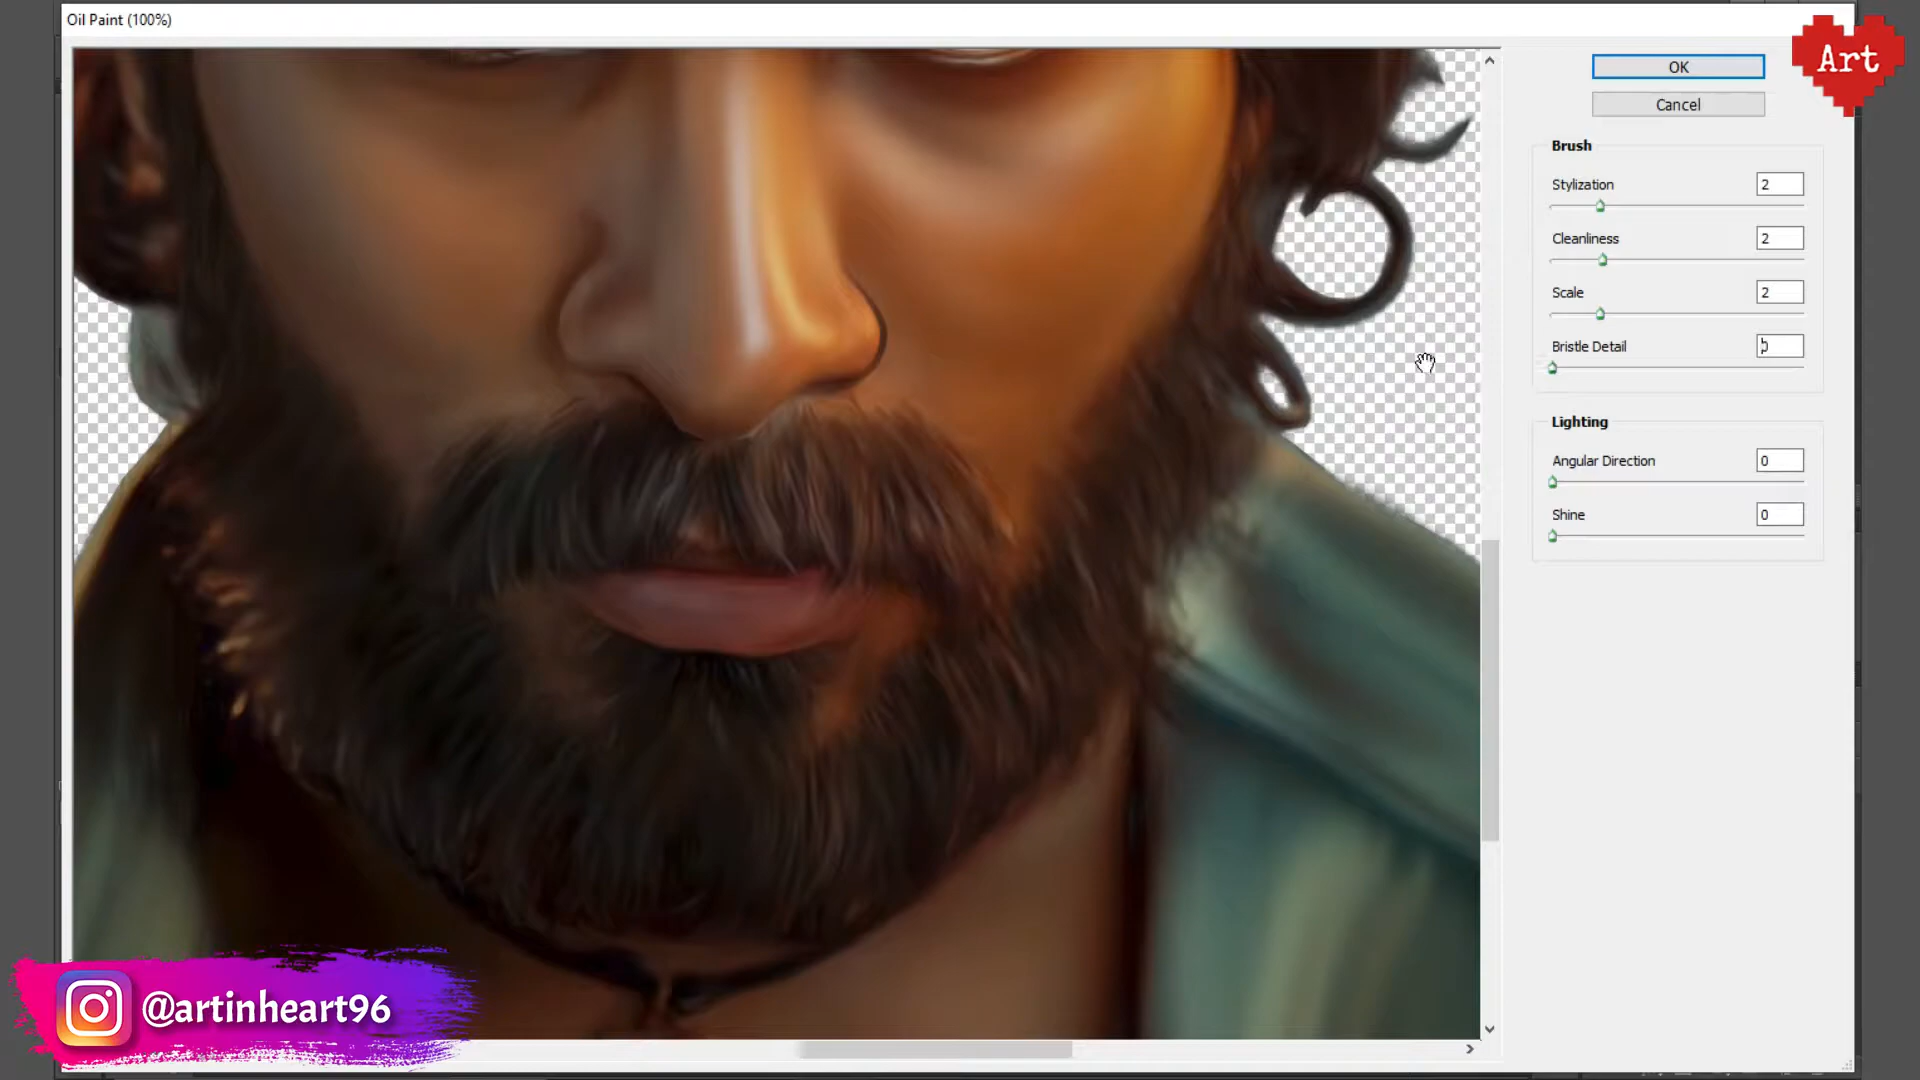 Oil Paint (100%)
OK
Cancel
Art
Brush
Stylization 2
Cleanliness 2
Scale 2
Bristle Detail
Lighting
Angular Direction 0
Shine 0
@artinheart96